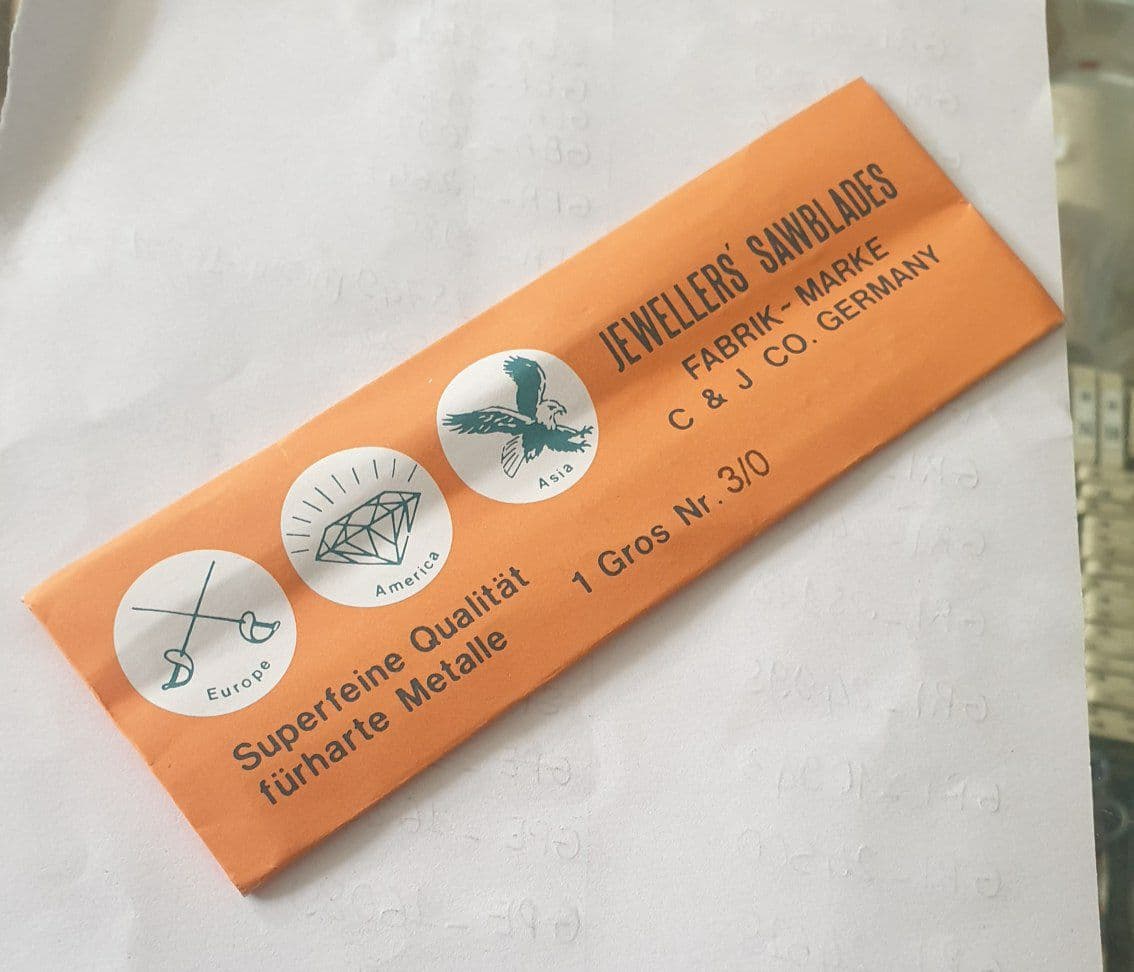 JEWELLERS' SAWBLADES
FABRIK-MARKE
C & J CO. GERMANY
Asia
America
Europe
Superfeine Qualität
fürharte Metalle
1 Gros Nr. 3/0